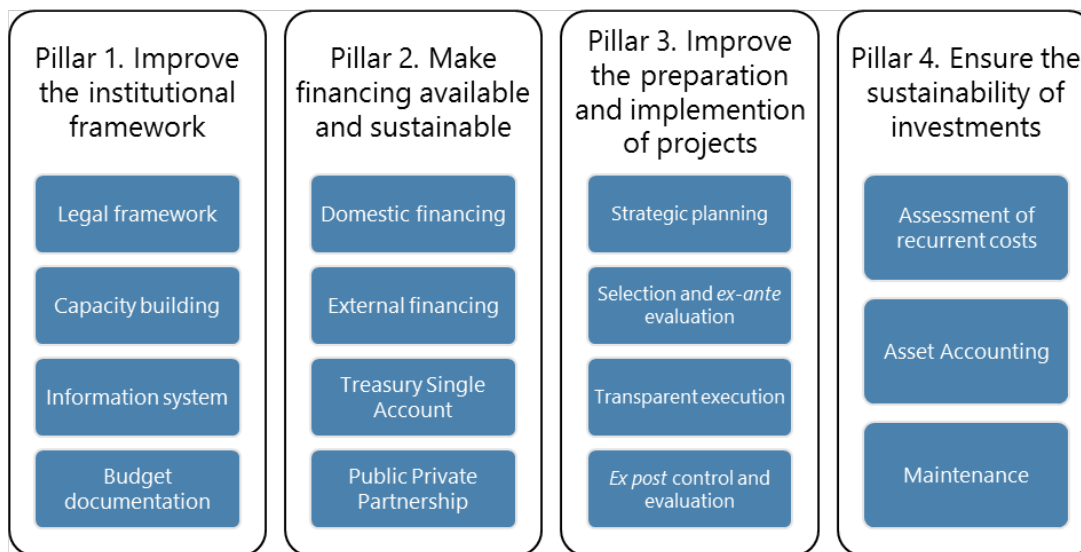 Pillar 1. Improve
the institutional
framework
Legal framework
Capacity building
Information system
Budget
documentation
Pillar 2. Make
financing available
and sustainable
Domestic financing
External financing
Treasury Single
Account
Public Private
Partnership
Pillar 3. Improve
the preparation
and implemention
of projects
Strategic planning
Selection and ex-ante
evaluation
Transparent execution
Ex post control and
evaluation
Pillar 4. Ensure the
sustainability of
investments
Assessment of
recurrent costs
Asset Accounting
Maintenance